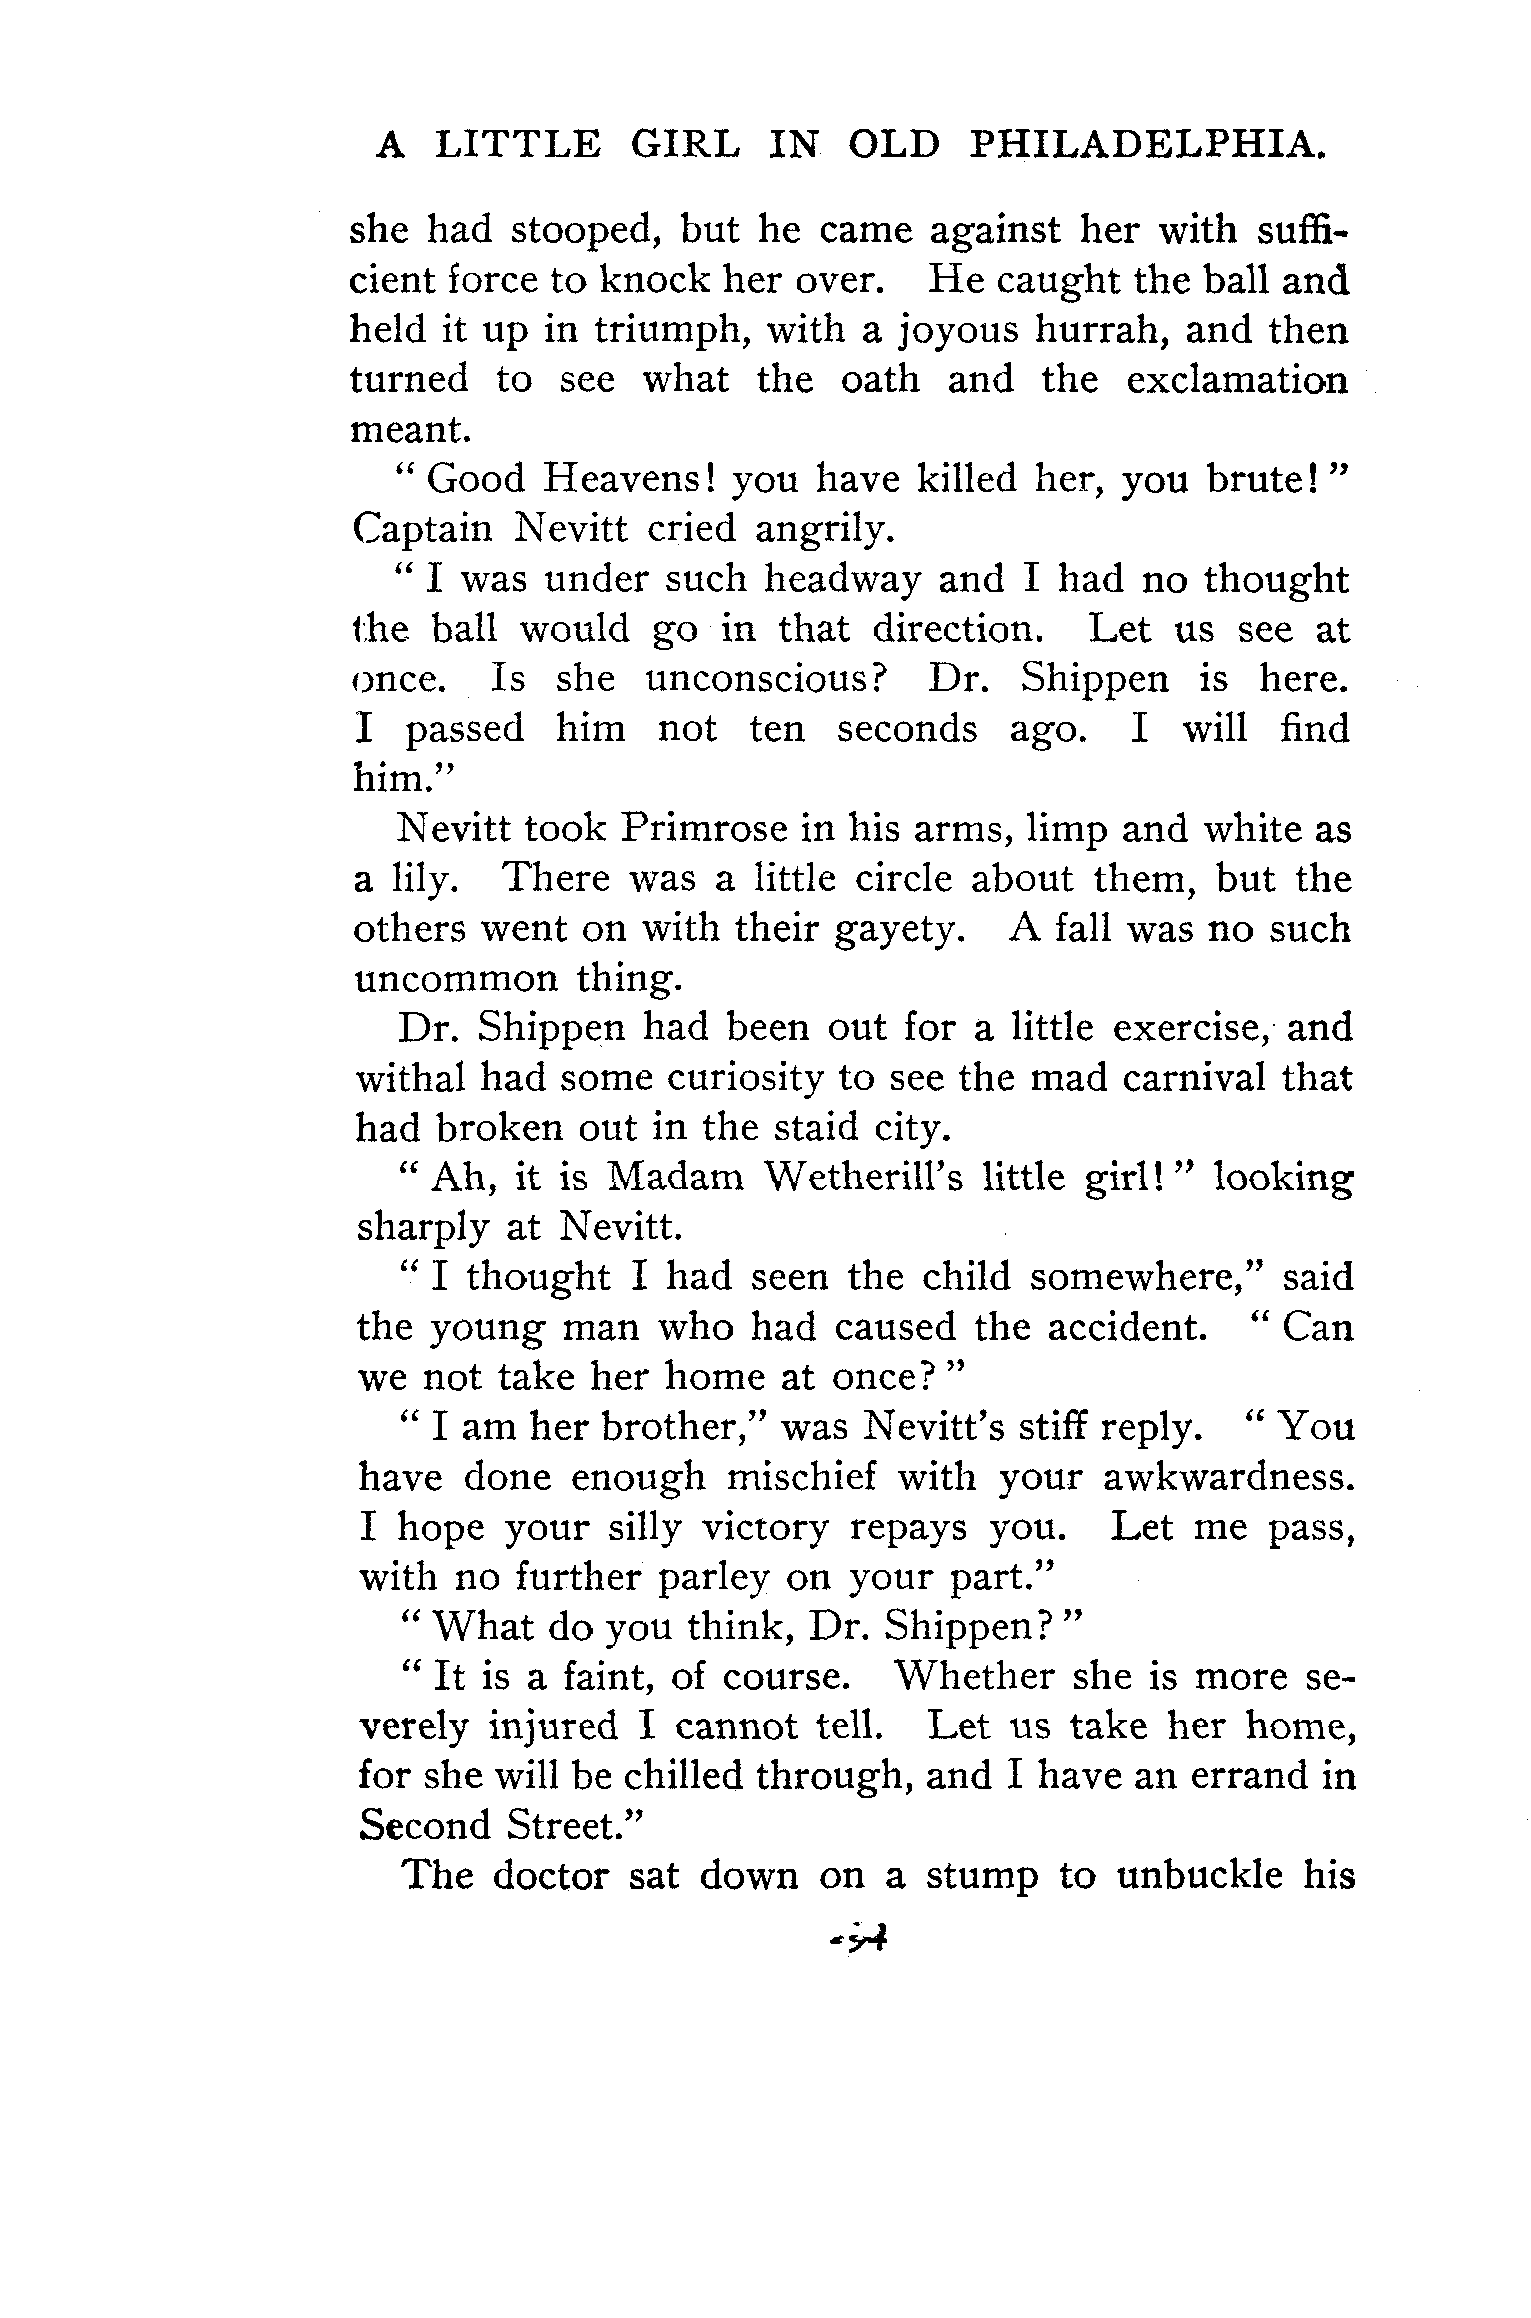 A LITTLE GIRL IN OLD PHILADELPHIA.
she had stooped, but he came against her with suffi-
cient force to knock her over. He caught the ball and
held it up in triumph, with a joyous hurrah, and then
turned to see what the oath and the exclamation
meant.
“ Good Heavens! you have killed her, you brute! ”
Captain Nevitt cried angrily.
“ I was under such headway and I had no thought
the ball would go in that direction. Let us see at
once. Is she unconscious? Dr. Shippen is here.
I passed him not ten seconds ago. I will find
him.”
Nevitt took Primrose in his arms, limp and white as
a lily. There was a little circle about them, but the
others went on with their gayety. A fall was no such
uncommon thing.
Dr. Shippen had been out for a little exercise, and
withal had some curiosity to see the mad carnival that
had broken out in the staid city.
“ Ah, it is Madam Wetherill’s little girl! ” looking
sharply at Nevitt.
“ I thought I had seen the child somewhere,” said
the young man who had caused the accident. “ Can
we not take her home at once? ”
“ I am her brother,” was Nevitt’s stiff reply. “ You
have done enough mischief with your awkwardness.
I hope your silly victory repays you. Let me pass,
with no further parley on your part.”
“ What do you think, Dr. Shippen? ”
“ It is a faint, of course. Whether she is more se-
verely injured I cannot tell. Let us take her home,
for she will be chilled through, and I have an errand in
Second Street.”
The doctor sat down on a stump to unbuckle his